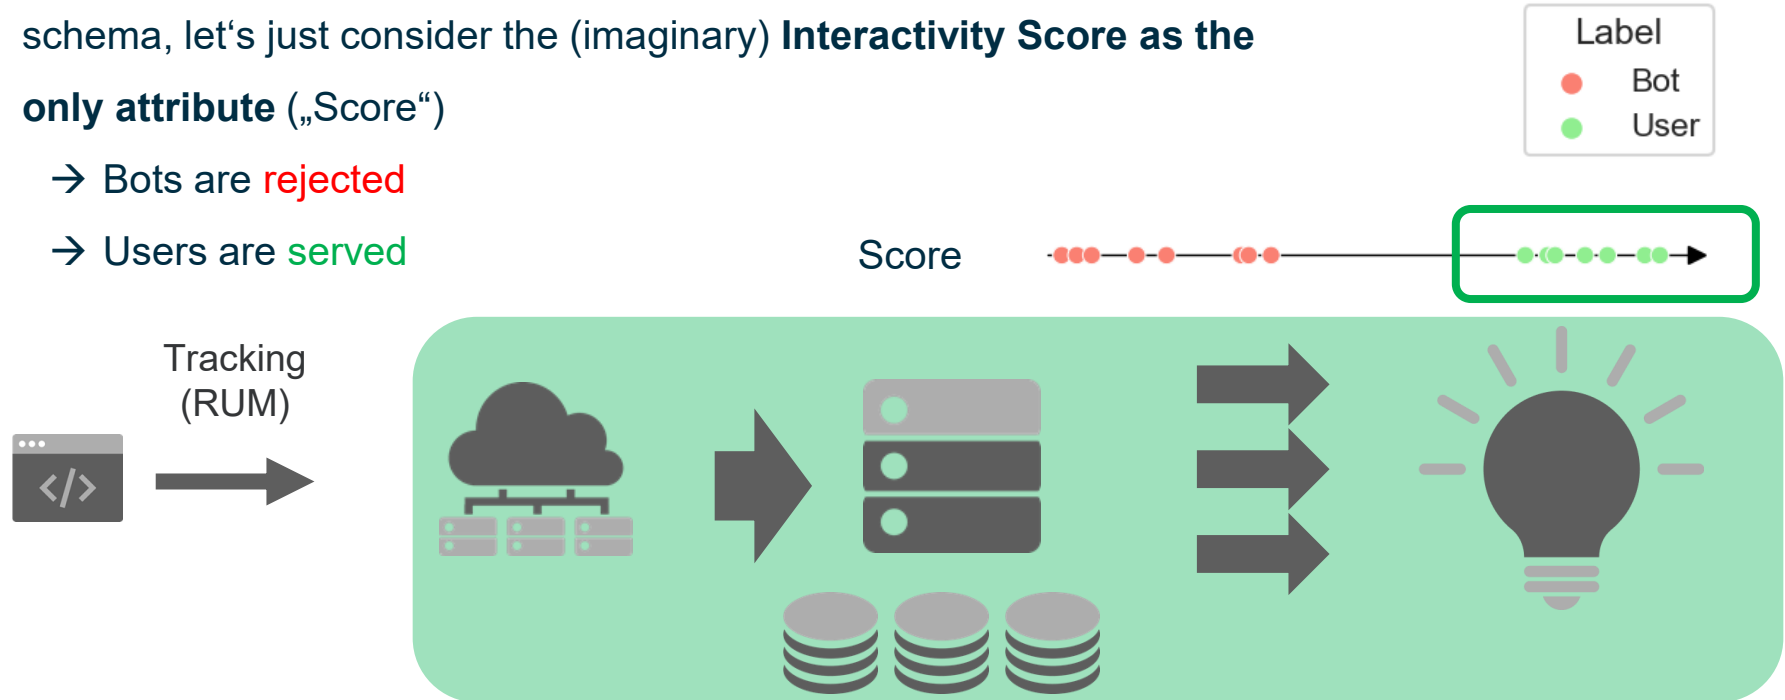 schema, let‘s just consider the (imaginary) Interactivity Score as the
only attribute („Score“)
→ Bots are rejected
→ Users are served
Label
Bot
User
Score
Tracking
(RUM)
</>